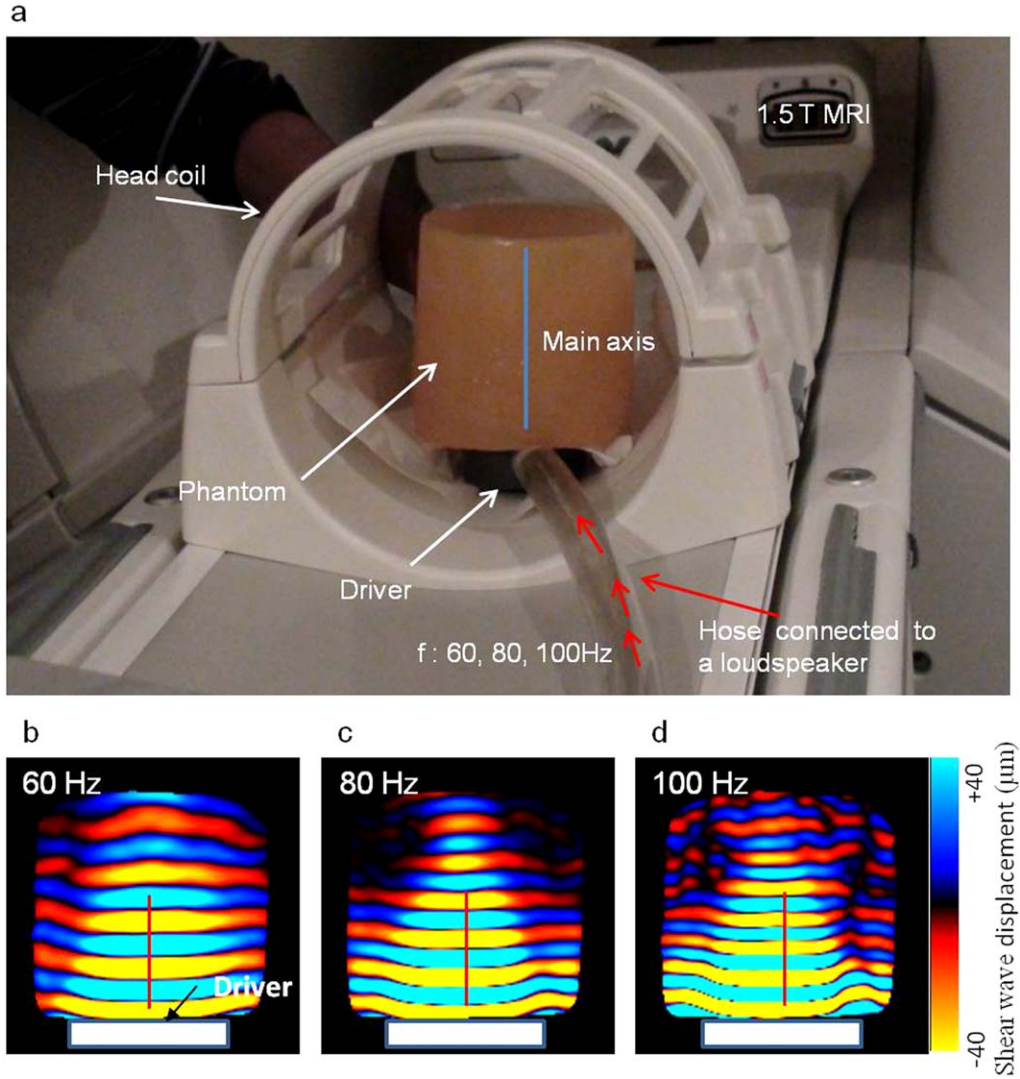 a
1.5 T MRI
Head coil
Main axis
Phantom
Driver
Hose connected to
a loudspeaker
f : 60, 80, 100Hz
b
c
d
60 Hz
80 Hz
100 Hz
Driver
+40
-40
Shear wave displacement (μm)